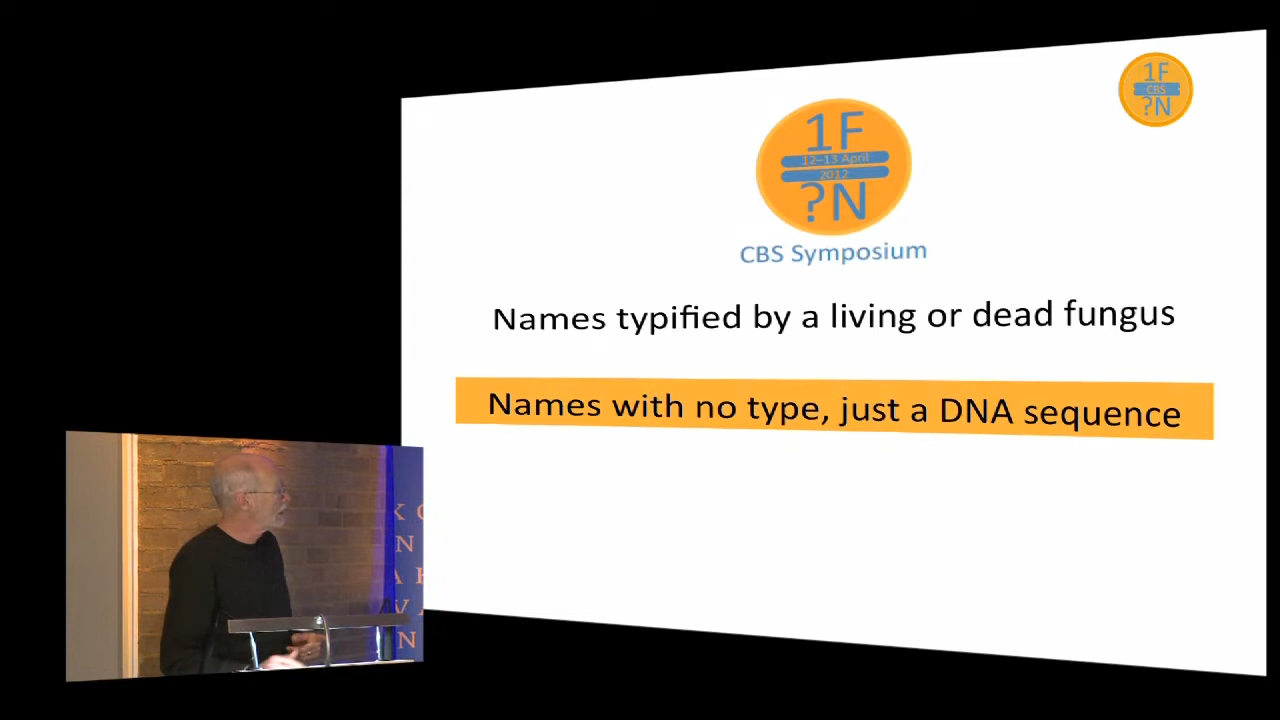 1F
CBS
?N
1F
12–13 April
2012
?N
CBS Symposium
Names typified by a living or dead fungus
Names with no type, just a DNA sequence
K
N
A
V
N